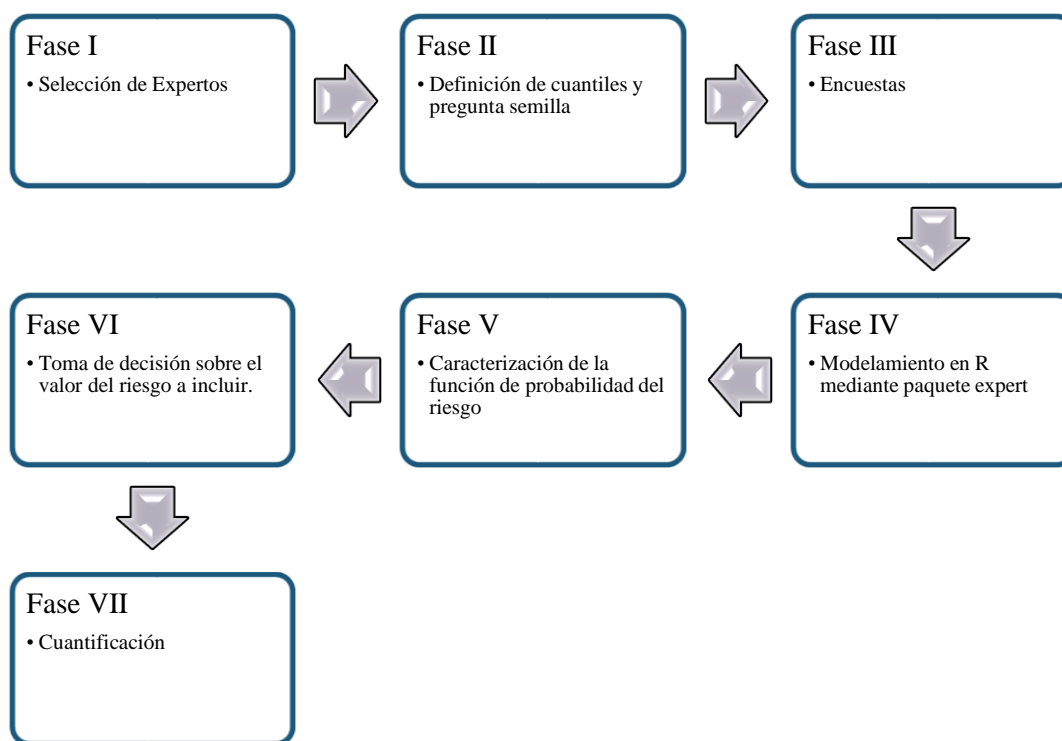 Fase I
• Selección de Expertos
Fase II
• Definición de cuantiles y
pregunta semilla
Fase III
• Encuestas
Fase IV
• Modelamiento en R
mediante paquete expert
Fase V
• Caracterización de la
función de probabilidad del
riesgo
Fase VI
• Toma de decisión sobre el
valor del riesgo a incluir.
Fase VII
• Cuantificación